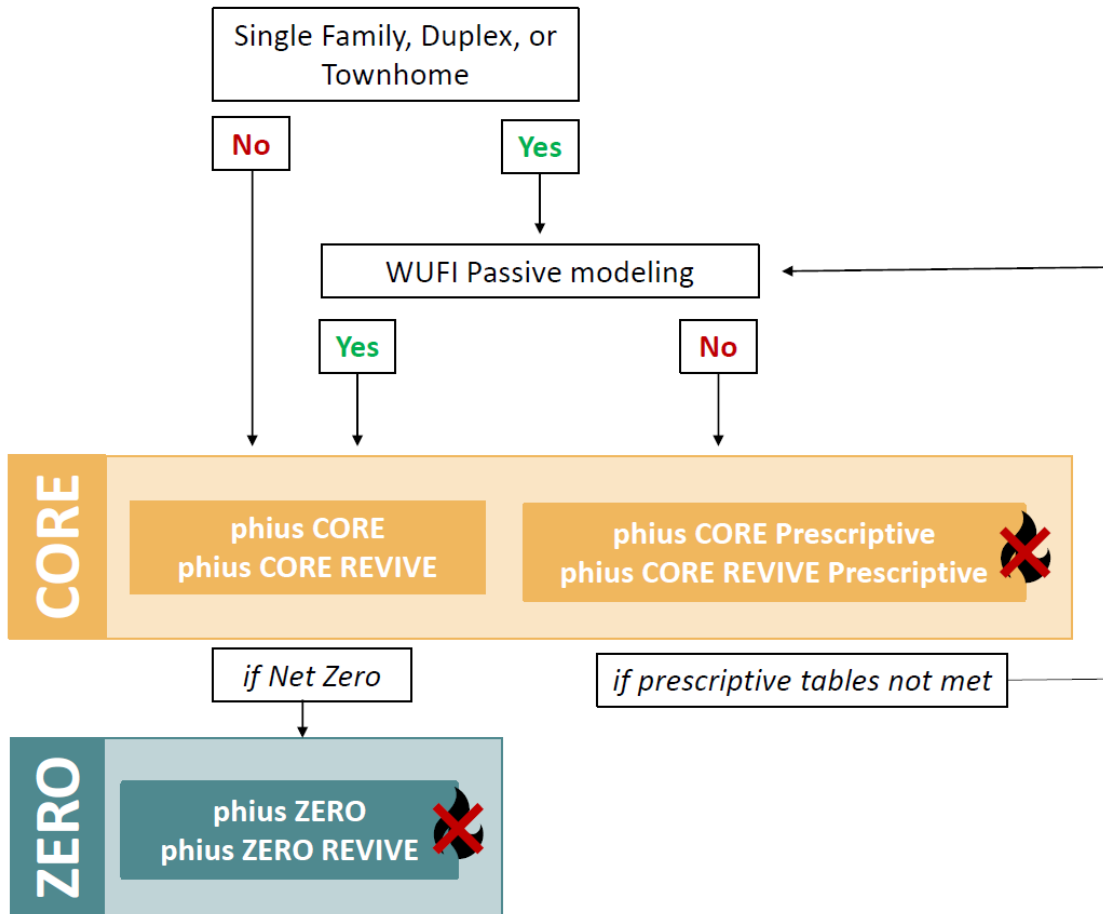 Single Family, Duplex, or
Townhome
No
Yes
WUFI Passive modeling
Yes
No
CORE
phius CORE
phius CORE REVIVE
phius CORE Prescriptive
phius CORE REVIVE Prescriptive
if Net Zero
if prescriptive tables not met
ZERO
phius ZERO
phius ZERO REVIVE